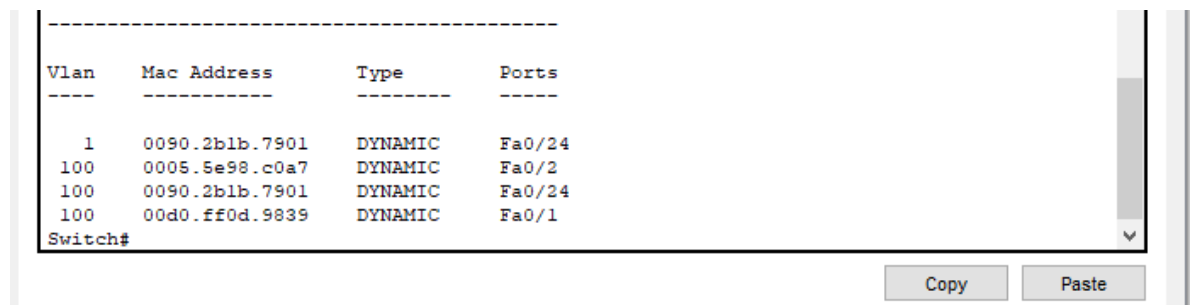 -------------------------------------------
Vlan    Mac Address       Type        Ports
----    -----------       --------    -----
   1    0090.2b1b.7901    DYNAMIC     Fa0/24
 100    0005.5e98.c0a7    DYNAMIC     Fa0/2
 100    0090.2b1b.7901    DYNAMIC     Fa0/24
 100    00d0.ff0d.9839    DYNAMIC     Fa0/1
Switch#
Copy    Paste